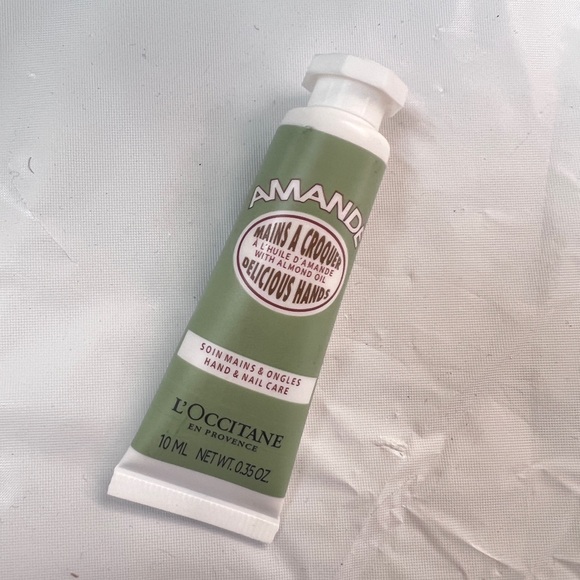 AMANDE
MAINS A CROQUER
À L'HUILE D'AMANDE
WITH ALMOND OIL
DELICIOUS HANDS
SOIN MAINS & ONGLES
HAND & NAIL CARE
L'OCCITANE
EN PROVENCE
10 ML NET WT. 0.35 OZ.